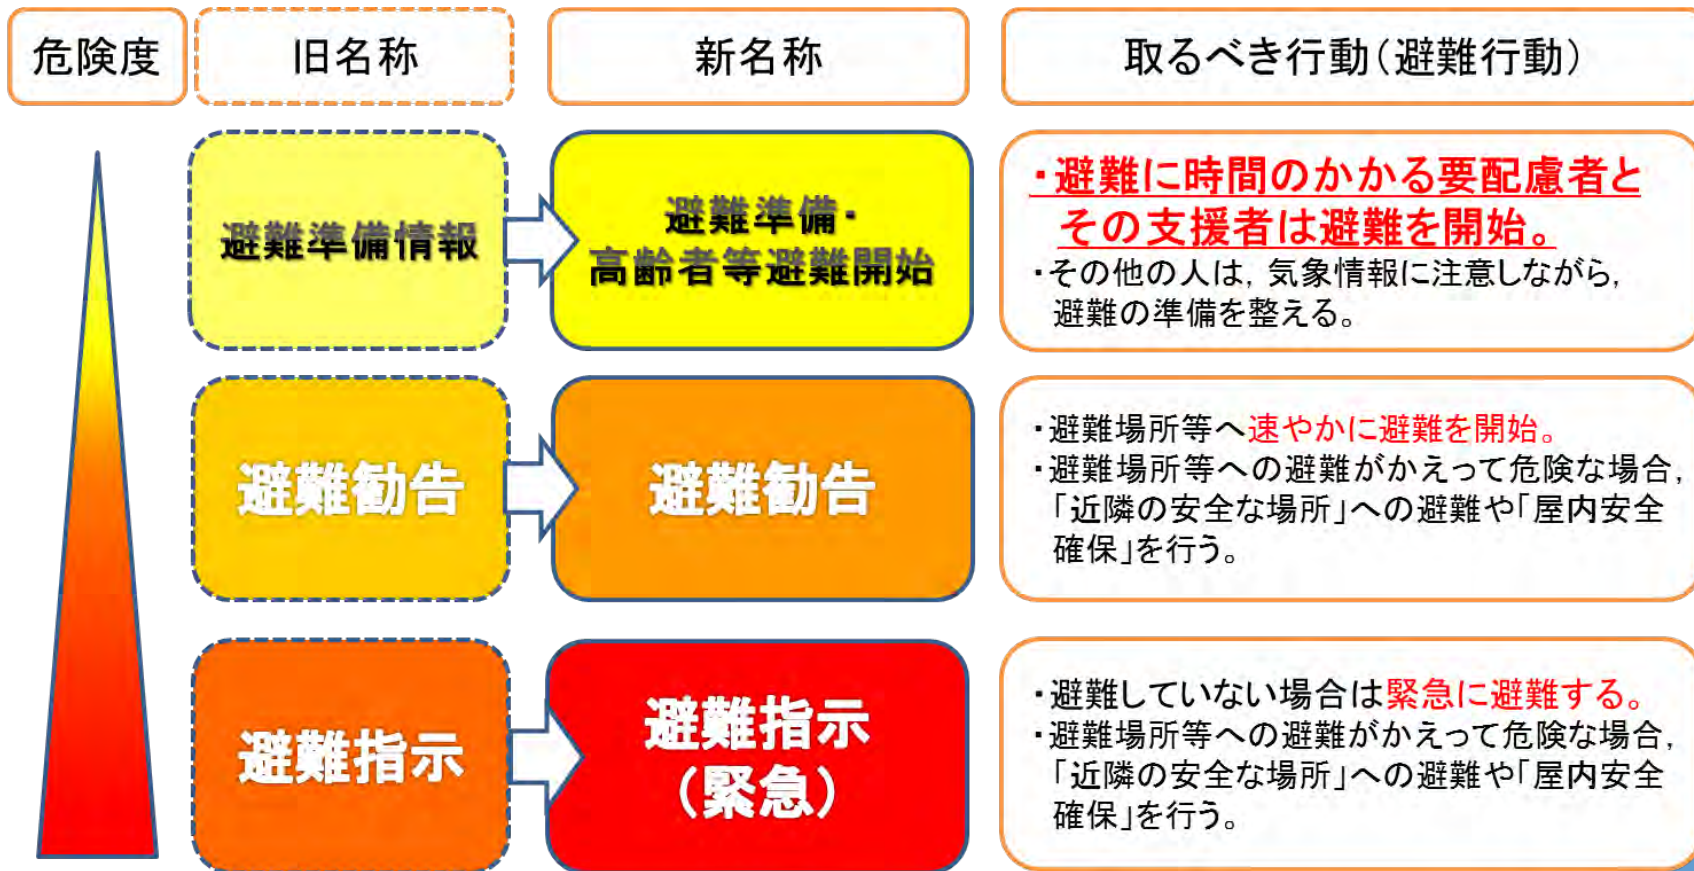 危険度
旧名称
新名称
取るべき行動(避難行動)
避難準備情報
避難準備・
高齢者等避難開始
・避難に時間のかかる要配慮者と
その支援者は避難を開始。
・その他の人は，気象情報に注意しながら，
避難の準備を整える。
避難勧告
避難勧告
・避難場所等へ速やかに避難を開始。
・避難場所等への避難がかえって危険な場合，
「近隣の安全な場所」への避難や「屋内安全
確保」を行う。
避難指示
避難指示
(緊急)
・避難していない場合は緊急に避難する。
・避難場所等への避難がかえって危険な場合，
「近隣の安全な場所」への避難や「屋内安全
確保」を行う。